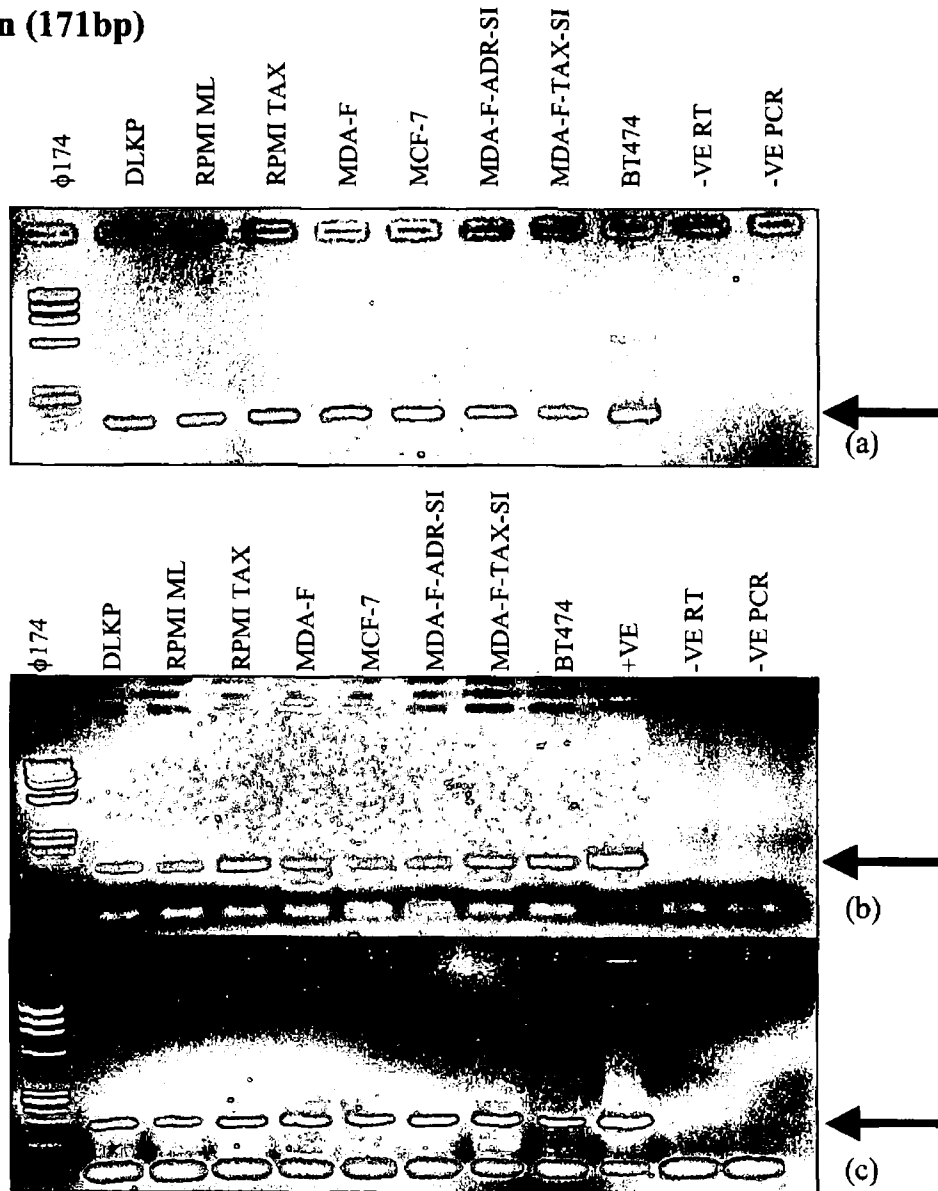 n (171bp)
ϕ174
DLKP
RPMI ML
RPMI TAX
MDA-F
MCF-7
MDA-F-ADR-SI
MDA-F-TAX-SI
BT474
-VE RT
-VE PCR
(a)
ϕ174
DLKP
RPMI ML
RPMI TAX
MDA-F
MCF-7
MDA-F-ADR-SI
MDA-F-TAX-SI
BT474
+VE
-VE RT
-VE PCR
(b)
(c)